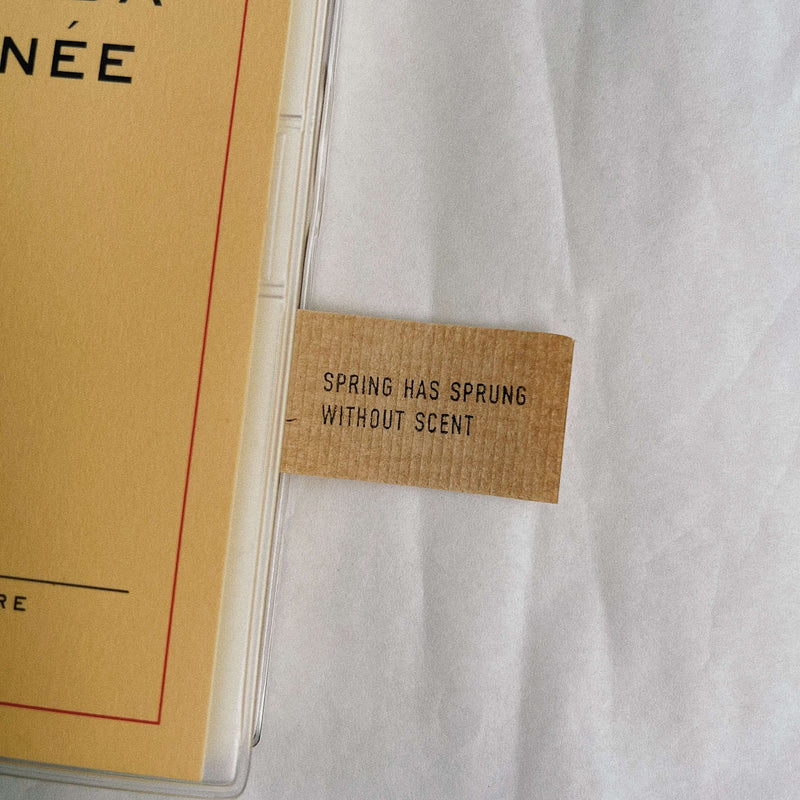 NÉE
SPRING HAS SPRUNG
WITHOUT SCENT
RE